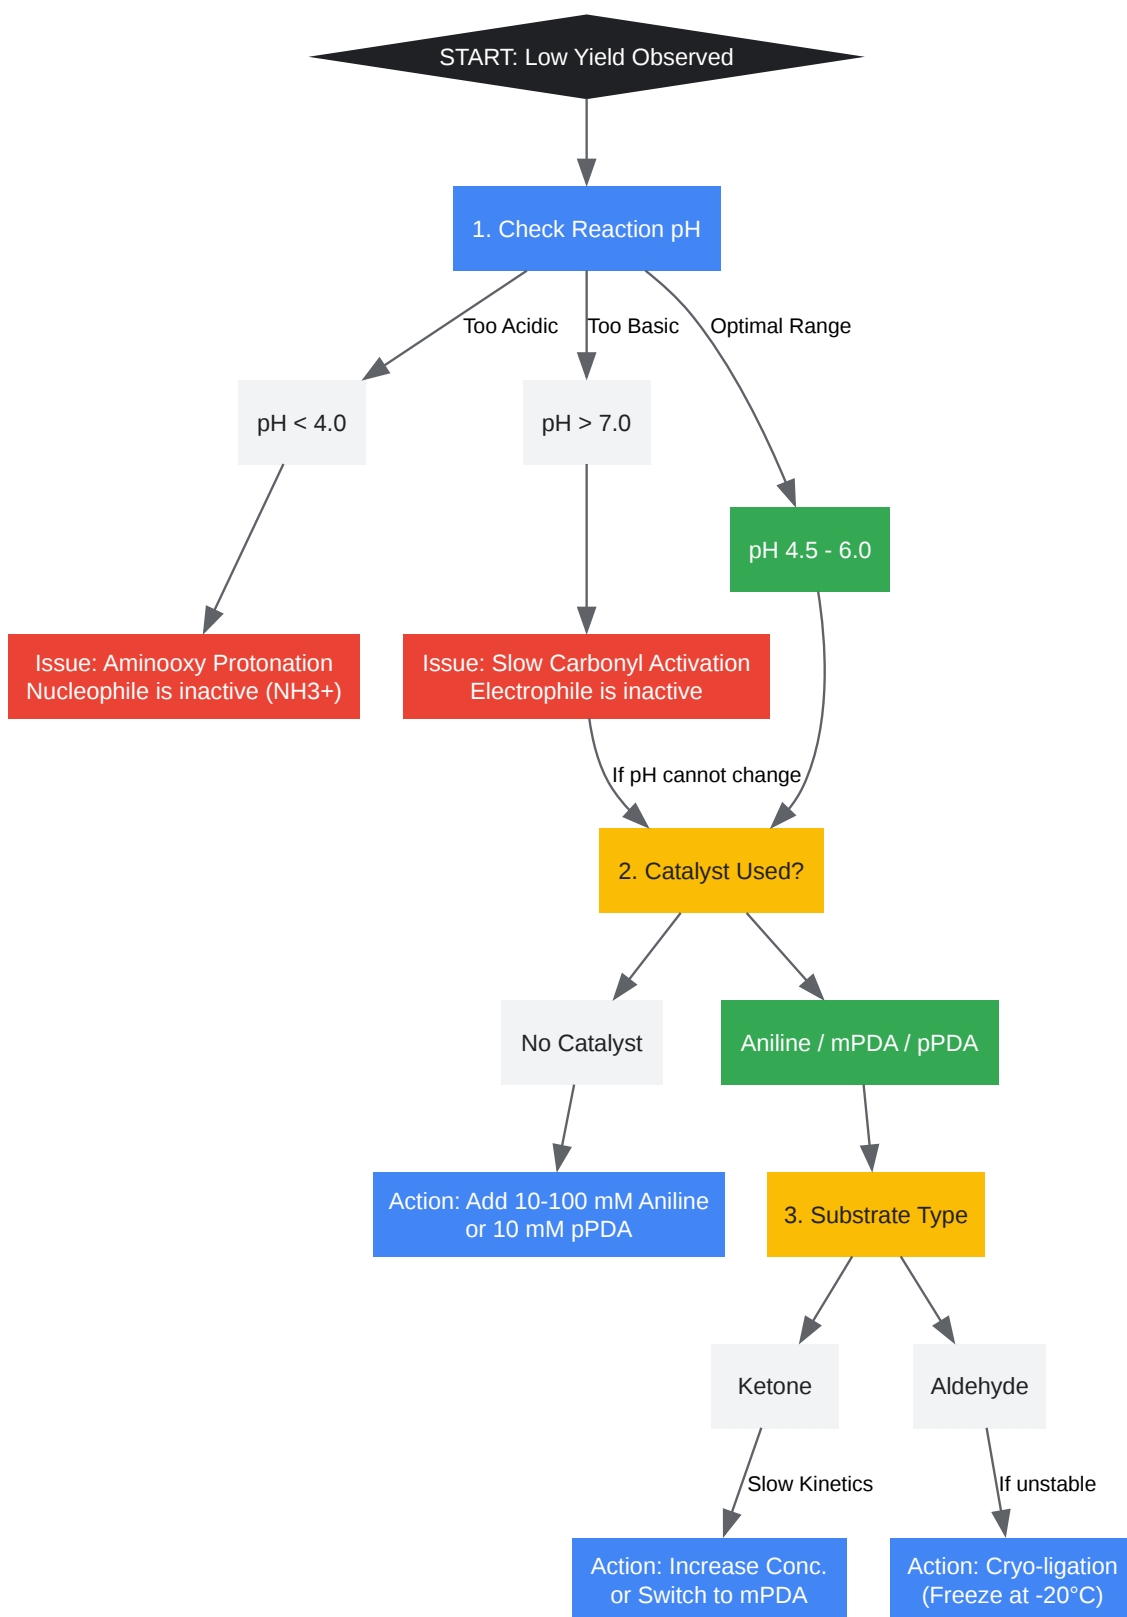 START: Low Yield Observed
1. Check Reaction pH
Too Acidic
Too Basic
Optimal Range
pH < 4.0
pH > 7.0
pH 4.5 - 6.0
Issue: Aminooxy Protonation
Nucleophile is inactive (NH3+)
Issue: Slow Carbonyl Activation
Electrophile is inactive
If pH cannot change
2. Catalyst Used?
No Catalyst
Aniline / mPDA / pPDA
Action: Add 10-100 mM Aniline
or 10 mM pPDA
3. Substrate Type
Ketone
Aldehyde
Slow Kinetics
If unstable
Action: Increase Conc.
or Switch to mPDA
Action: Cryo-ligation
(Freeze at -20°C)